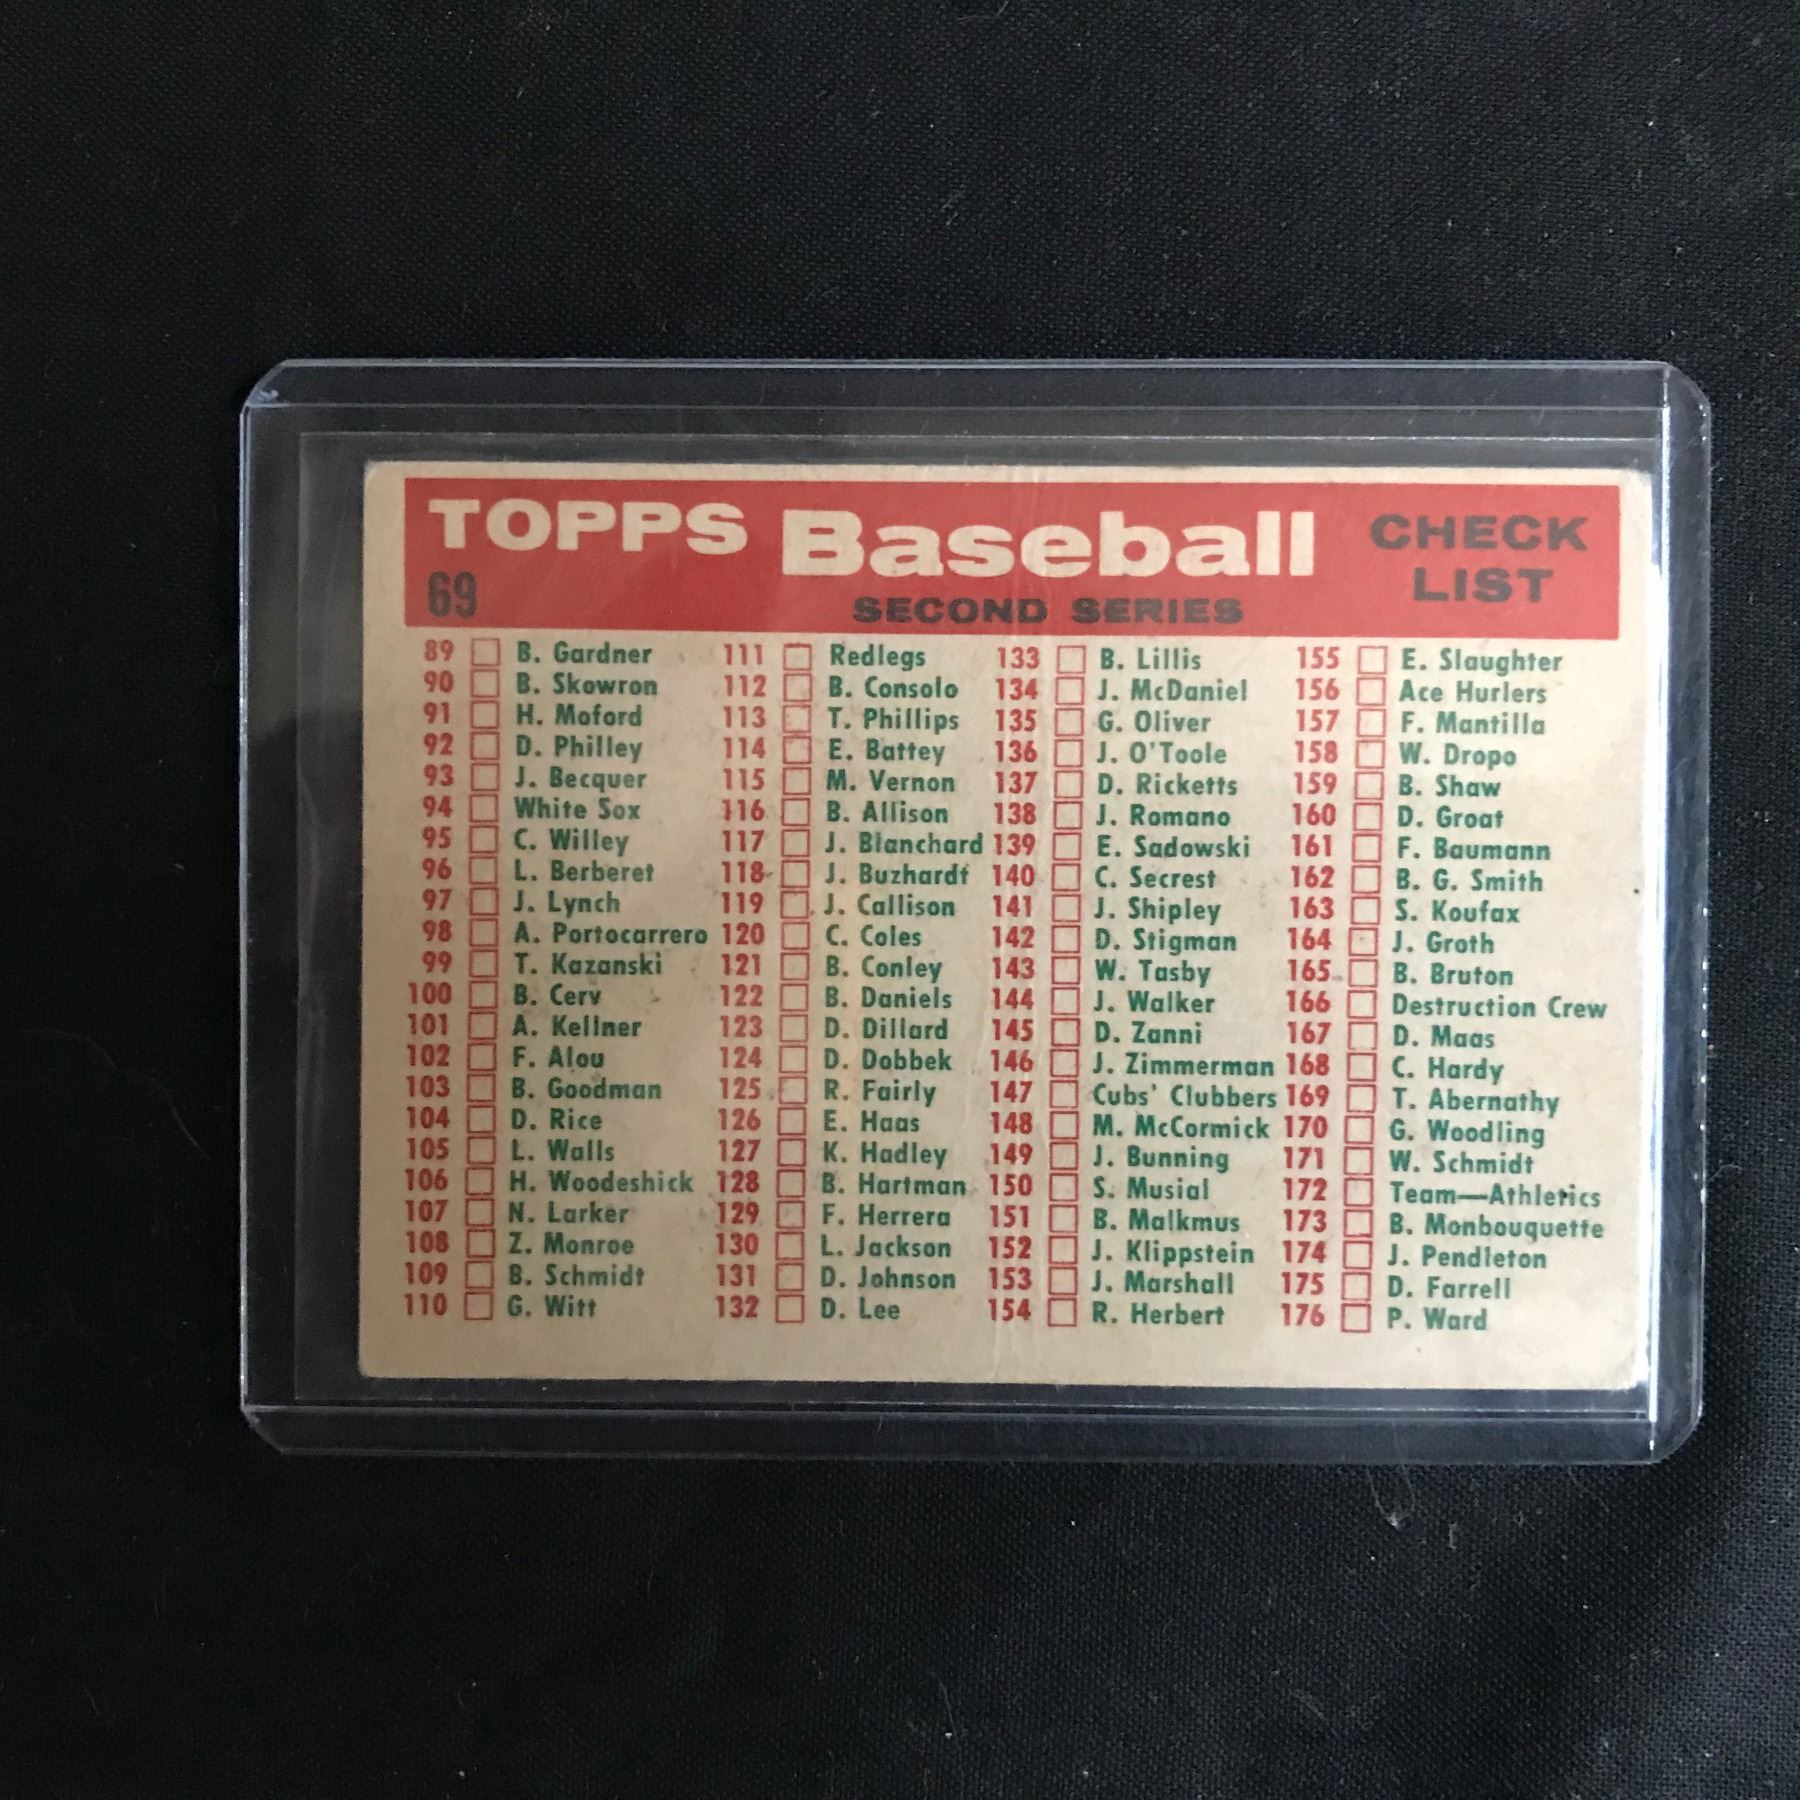 TOPPS Baseball CHECK LIST
69 SECOND SERIES
89 B. Gardner
90 B. Skowron
91 H. Moford
92 D. Philley
93 J. Becquer
94 White Sox
95 C. Willey
96 L. Berberet
97 J. Lynch
98 A. Portocarrero
99 T. Kazanski
100 B. Cerv
101 A. Kellner
102 F. Alou
103 B. Goodman
104 D. Rice
105 L. Walls
106 H. Woodeshick
107 N. Larker
108 Z. Monroe
109 B. Schmidt
110 G. Witt
111 Redlegs
112 B. Consolo
113 T. Phillips
114 E. Battey
115 M. Vernon
116 B. Allison
117 J. Blanchard
118 J. Buzhardt
119 J. Callison
120 C. Coles
121 B. Conley
122 B. Daniels
123 D. Dillard
124 D. Dobbek
125 R. Fairly
126 E. Haas
127 K. Hadley
128 B. Hartman
129 F. Herrera
130 L. Jackson
131 D. Johnson
132 D. Lee
133 B. Lillis
134 J. McDaniel
135 G. Oliver
136 J. O'Toole
137 D. Ricketts
138 J. Romano
139 E. Sadowski
140 C. Secrest
141 J. Shipley
142 D. Stigman
143 W. Tasby
144 J. Walker
145 D. Zanni
146 J. Zimmerman
147 Cubs' Clubbers
148 M. McCormick
149 J. Bunning
150 S. Musial
151 B. Malkmus
152 J. Klippstein
153 J. Marshall
154 R. Herbert
155 E. Slaughter
156 Ace Hurlers
157 F. Mantilla
158 W. Dropo
159 B. Shaw
160 D. Groat
161 F. Baumann
162 B. G. Smith
163 S. Koufax
164 J. Groth
165 B. Bruton
166 Destruction Crew
167 D. Maas
168 C. Hardy
169 T. Abernathy
170 G. Woodling
171 W. Schmidt
172 Team—Athletics
173 B. Monbouquette
174 J. Pendleton
175 D. Farrell
176 P. Ward